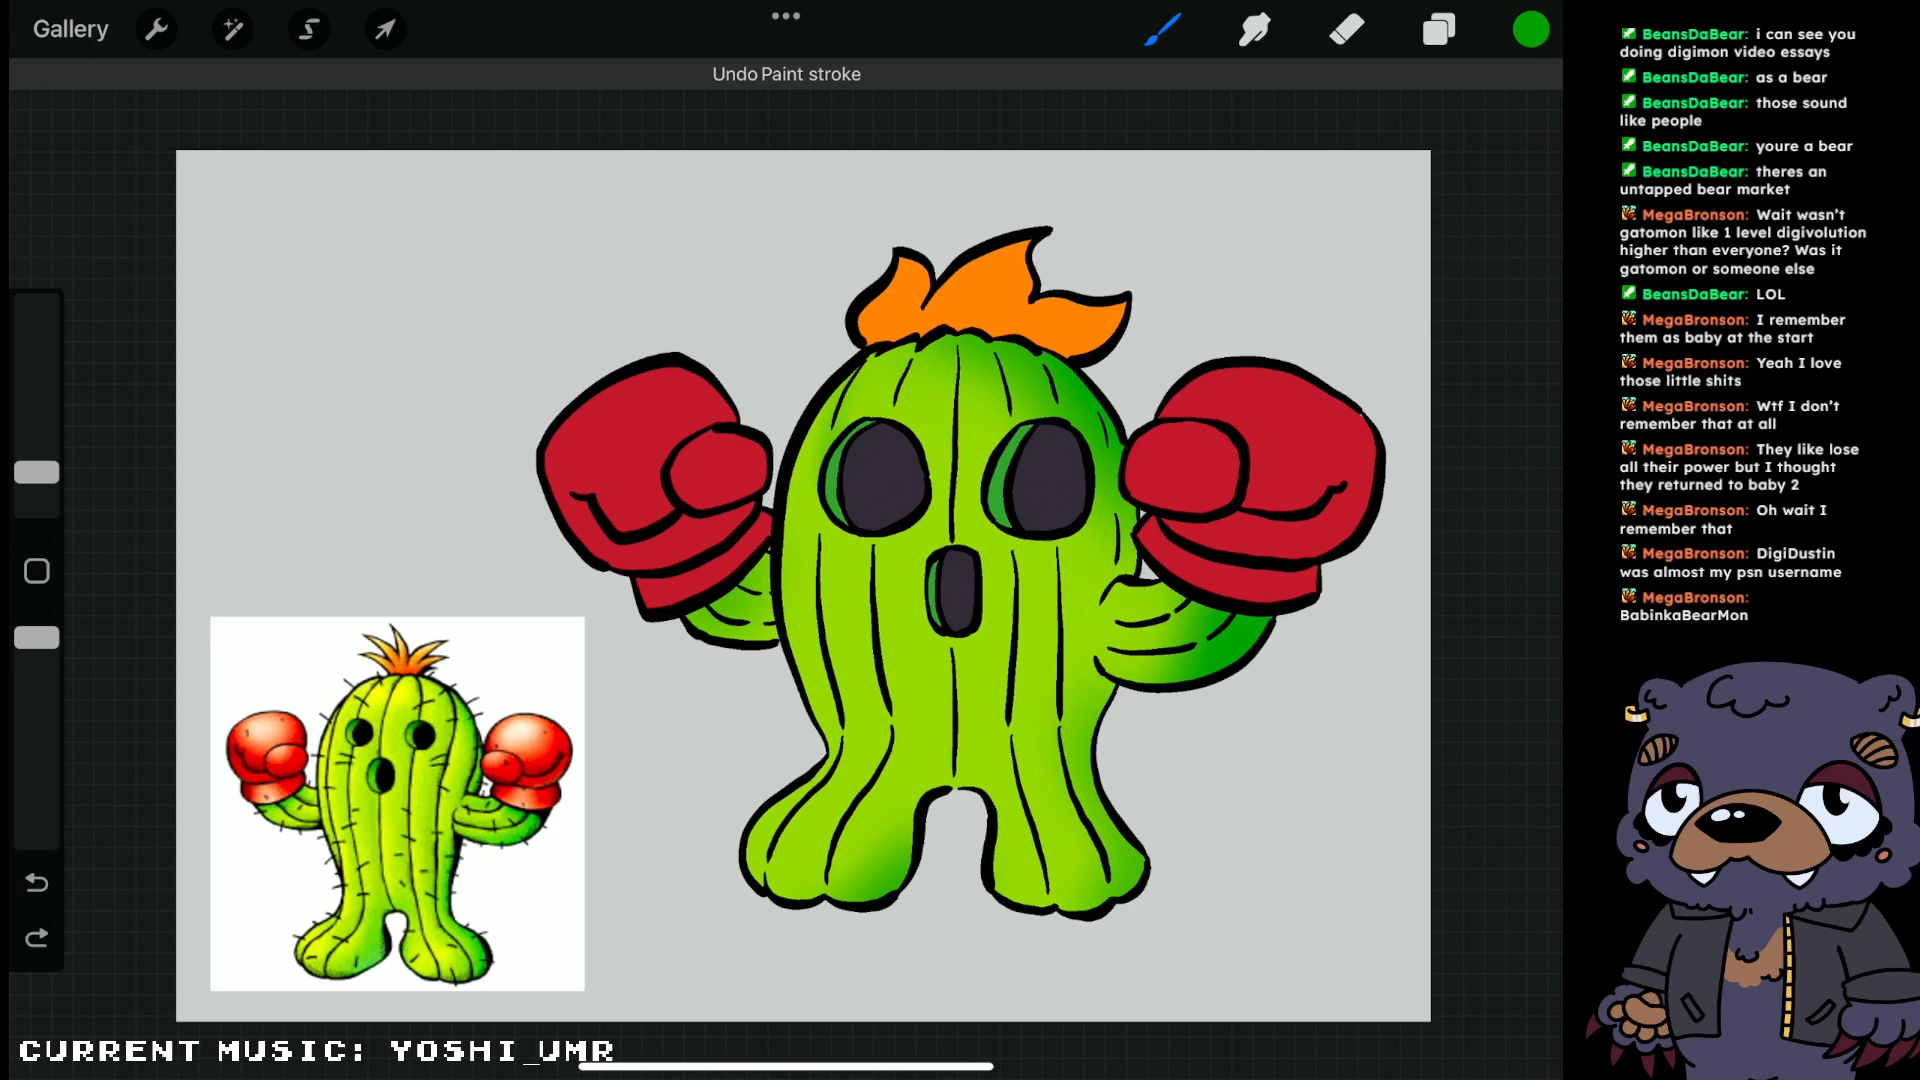 Gallery
Undo Paint stroke
BeansDaBear: i can see you
doing digimon video essays
BeansDaBear: as a bear
BeansDaBear: those sound
like people
BeansDaBear: youre a bear
BeansDaBear: theres an
untapped bear market
MegaBronson: Wait wasn't
gatomon like 1 level digivolution
higher than everyone? Was it
gatomon or someone else
BeansDaBear: LOL
MegaBronson: I remember
them as baby at the start
MegaBronson: Yeah I love
those little shits
MegaBronson: Wtf I don't
remember that at all
MegaBronson: They like lose
all their power but I thought
they returned to baby 2
MegaBronson: Oh wait I
remember that
MegaBronson: DigiDustin
was almost my psn username
MegaBronson:
BabinkaBearMon
CURRENT MUSIC: YOSHI_UMR